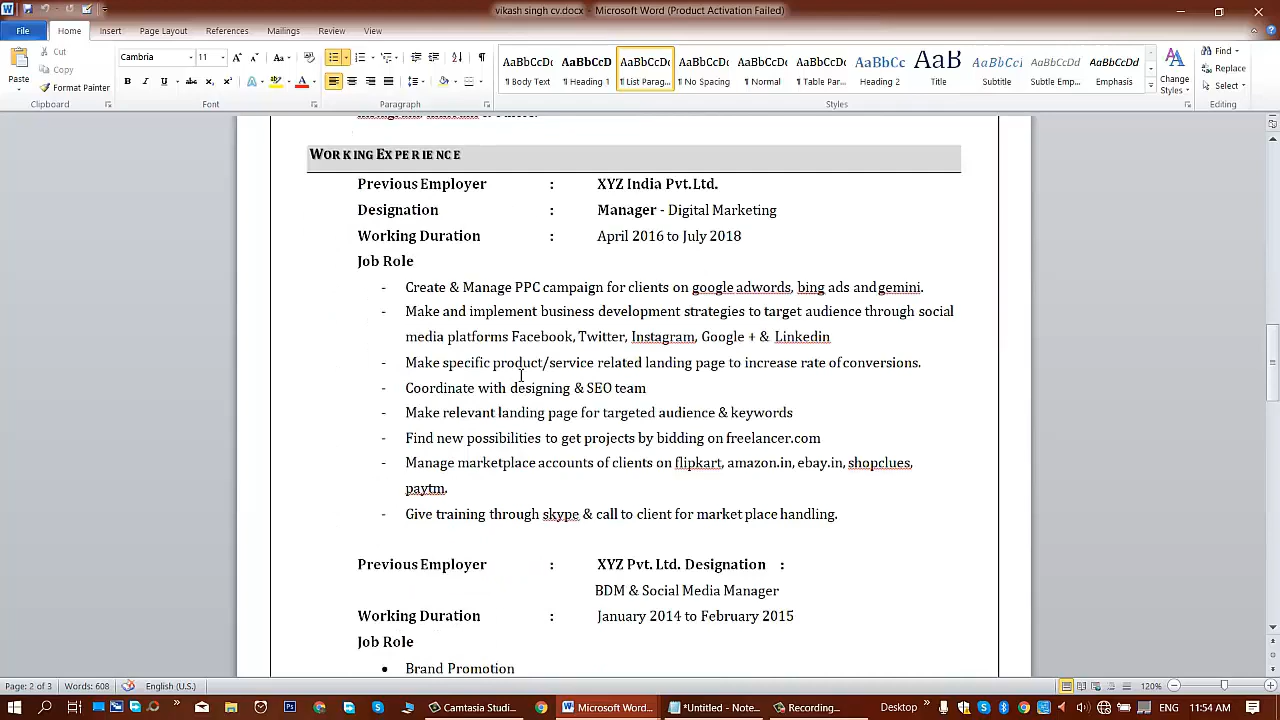 vikash singh cv.docx - Microsoft Word (Product Activation Failed)
File Home Insert Page Layout References Mailings Review View
Cut
Copy
Format Painter
Paste
Clipboard
Cambria 11
Font
Paragraph
AaBbCcDc AaBbCcD AaBbCcDc AaBbCcDc AaBbCcDc AaBbCcDc AaBbCc AaB AaBbCcI AaBbCcDd AaBbCcDd
¶ Body Text ¶ Heading 1 ¶ List Parag... ¶ No Spacing ¶ Normal ¶ Table Par... Heading 2 Title Subtitle Subtle Emp... Emphasis
Change Styles
Styles
Find
Replace
Select
Editing
WORKING EXPERIENCE
Previous Employer : XYZ India Pvt.Ltd.
Designation : Manager - Digital Marketing
Working Duration : April 2016 to July 2018
Job Role
- Create & Manage PPC campaign for clients on google adwords, bing ads and gemini.
- Make and implement business development strategies to target audience through social
media platforms Facebook, Twitter, Instagram, Google + & Linkedin
- Make specific product/service related landing page to increase rate of conversions.
- Coordinate with designing & SEO team
- Make relevant landing page for targeted audience & keywords
- Find new possibilities to get projects by bidding on freelancer.com
- Manage marketplace accounts of clients on flipkart, amazon.in, ebay.in, shopclues,
paytm.
- Give training through skype & call to client for market place handling.
Previous Employer : XYZ Pvt. Ltd. Designation :
BDM & Social Media Manager
Working Duration : January 2014 to February 2015
Job Role
• Brand Promotion
Page: 2 of 3 Words: 608 English (U.S.) 120%
Camtasia Studi... Microsoft Word... *Untitled - Note... Recording... Desktop » ENG 11:54 AM